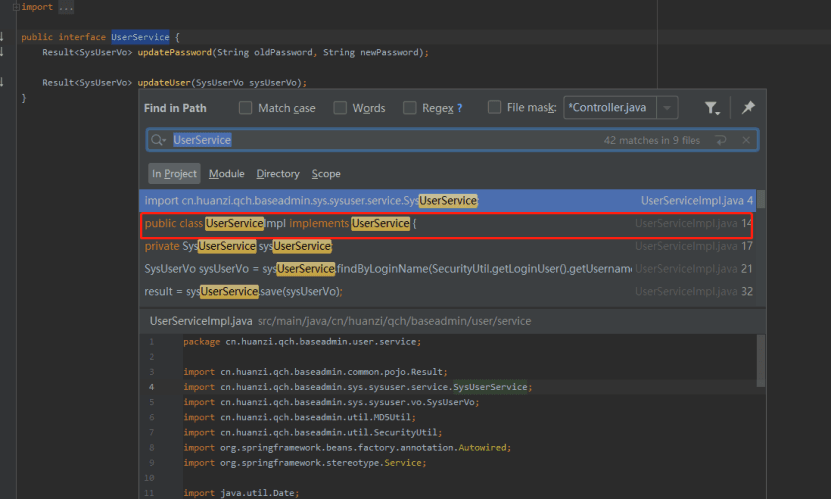 import ...
public interface UserService {
Result<SysUserVo> updatePassword(String oldPassword, String newPassword);
Result<SysUserVo> updateUser(SysUserVo sysUserVo);
}
Find in Path Match case Words Regex ? File mask: *Controller.java
UserService 42 matches in 9 files
In Project Module Directory Scope
import cn.huanzi.qch.baseadmin.sys.sysuser.service.SysUserService; UserServiceImpl.java 4
public class UserServiceImpl implements UserService { UserServiceImpl.java 14
private SysUserService sysUserService; UserServiceImpl.java 17
SysUserVo sysUserVo = sysUserService.findByLoginName(SecurityUtil.getLoginUser().getUsername UserServiceImpl.java 21
result = sysUserService.save(sysUserVo); UserServiceImpl.java 32
UserServiceImpl.java src/main/java/cn/huanzi/qch/baseadmin/user/service
1 package cn.huanzi.qch.baseadmin.user.service;
2
3 import cn.huanzi.qch.baseadmin.common.pojo.Result;
4 import cn.huanzi.qch.baseadmin.sys.sysuser.service.SysUserService;
5 import cn.huanzi.qch.baseadmin.sys.sysuser.vo.SysUserVo;
6 import cn.huanzi.qch.baseadmin.util.MD5Util;
7 import cn.huanzi.qch.baseadmin.util.SecurityUtil;
8 import org.springframework.beans.factory.annotation.Autowired;
9 import org.springframework.stereotype.Service;
10
11 import java.util.Date;